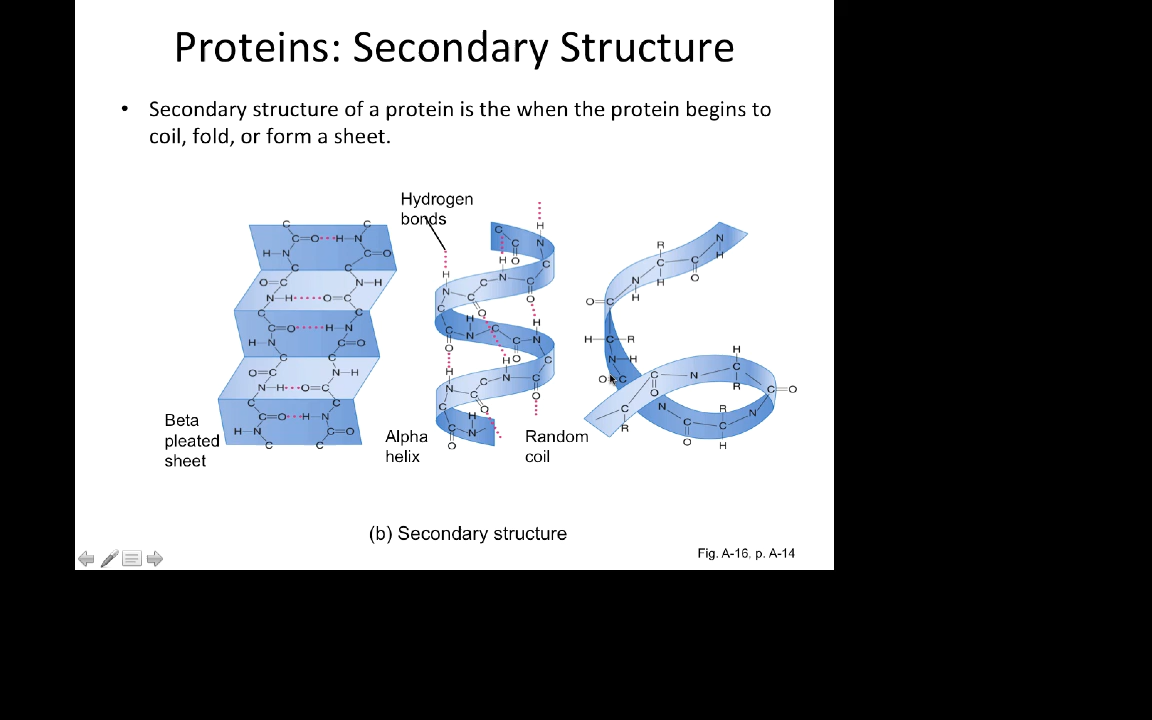 Proteins: Secondary Structure
• Secondary structure of a protein is the when the protein begins to
coil, fold, or form a sheet.
Hydrogen
bonds
Beta
pleated
sheet
Alpha
helix
Random
coil
(b) Secondary structure
Fig. A-16, p. A-14